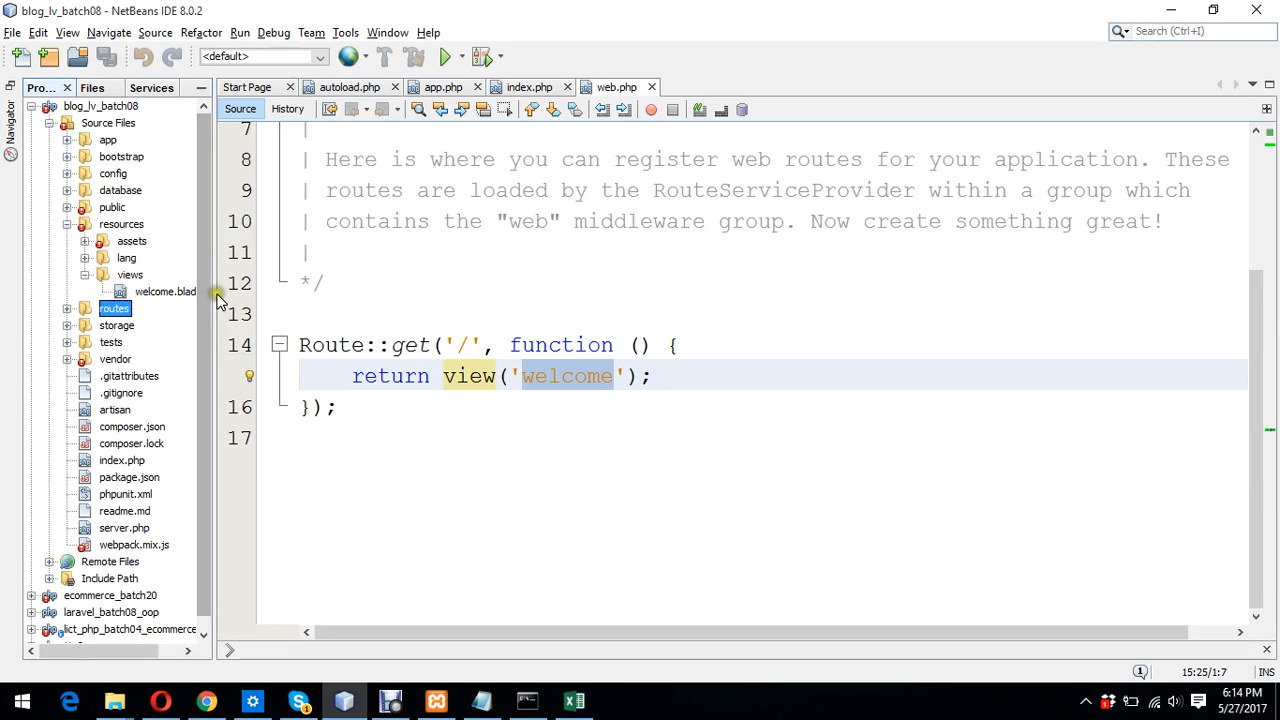 blog_lv_batch08 - NetBeans IDE 8.0.2
File Edit View Navigate Source Refactor Run Debug Team Tools Window Help
Search (Ctrl+I)
<default>
Pro... Files Services
Start Page autoload.php app.php index.php web.php
Source History
Navigator
blog_lv_batch08
Source Files
app
bootstrap
config
database
public
resources
assets
lang
views
welcome.blad
routes
storage
tests
vendor
.gitattributes
.gitignore
artisan
composer.json
composer.lock
index.php
package.json
phpunit.xml
readme.md
server.php
webpack.mix.js
Remote Files
Include Path
ecommerce_batch20
laravel_batch08_oop
lict_php_batch04_ecommerce
7 |
8 | Here is where you can register web routes for your application. These
9 | routes are loaded by the RouteServiceProvider within a group which
10 | contains the "web" middleware group. Now create something great!
11 |
12 */
13
14 Route::get('/', function () {
return view('welcome');
16 });
17
1
15:25/1:7 INS
6:14 PM
5/27/2017